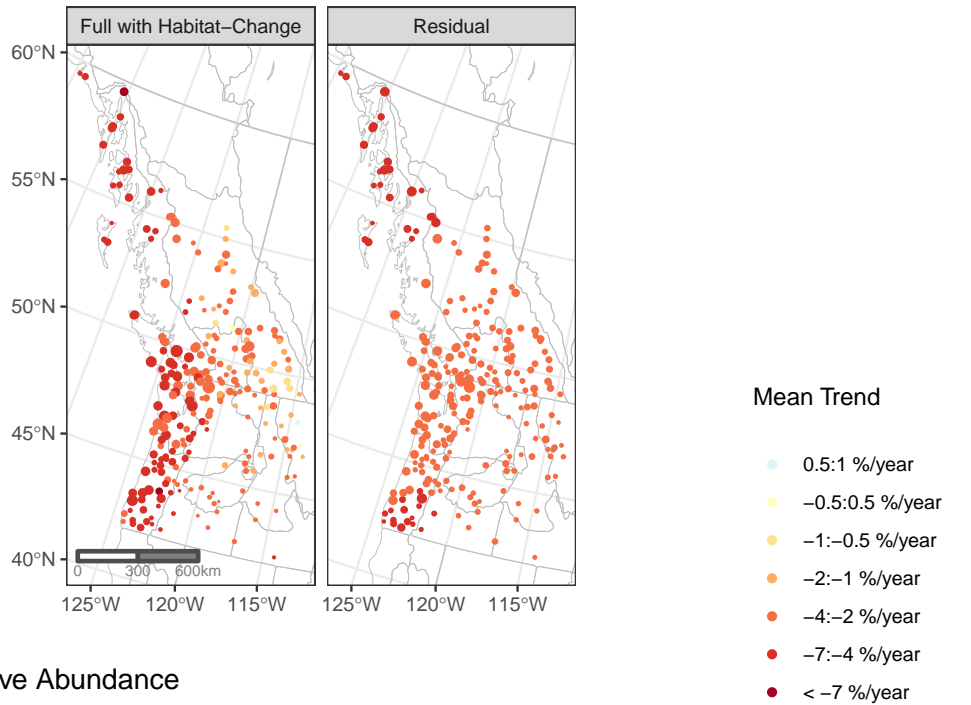 Full with Habitat−Change
Residual
60°N
55°N
50°N
45°N
40°N
0 300 600km
125°W 120°W 115°W
125°W 120°W 115°W
Mean Trend
0.5:1 %/year
−0.5:0.5 %/year
−1:−0.5 %/year
−2:−1 %/year
−4:−2 %/year
−7:−4 %/year
< −7 %/year
ve Abundance